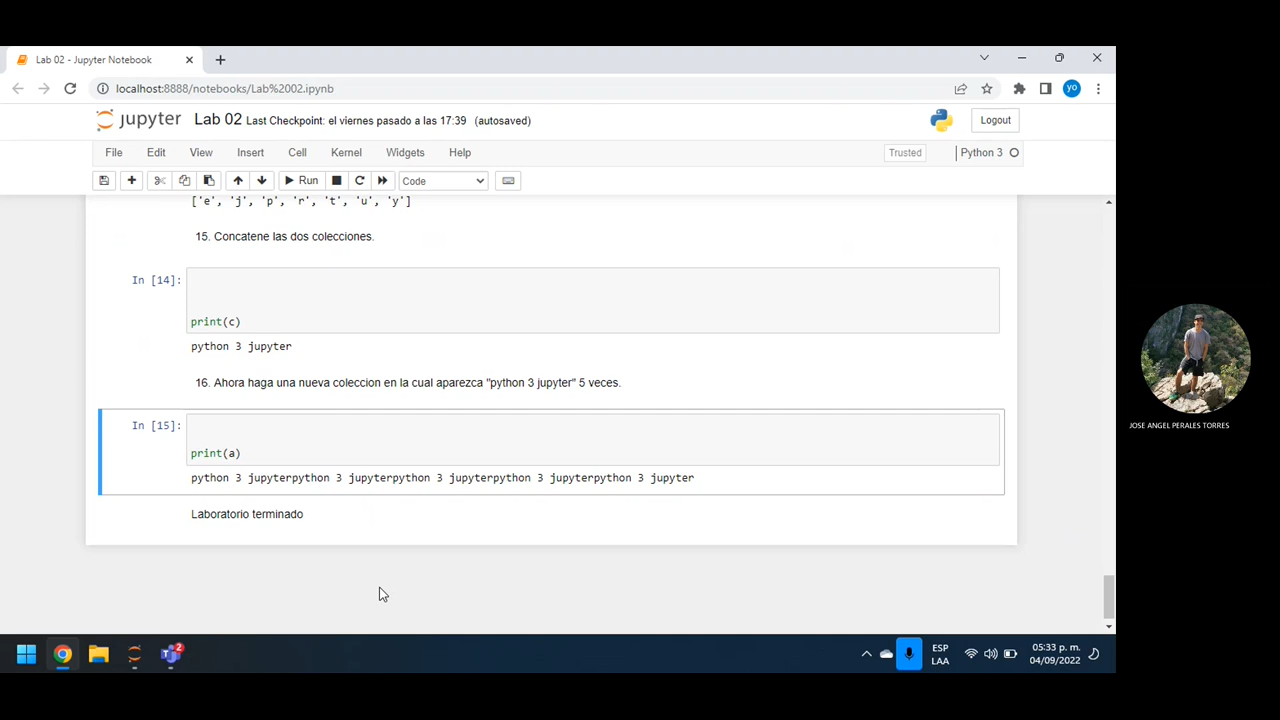 Lab 02 - Jupyter Notebook
localhost:8888/notebooks/Lab%2002.ipynb
yo
jupyter Lab 02 Last Checkpoint: el viernes pasado a las 17:39 (autosaved)
Logout
File Edit View Insert Cell Kernel Widgets Help
Trusted
Python 3
Run
Code
['e', 'j', 'p', 'r', 't', 'u', 'y']
15. Concatene las dos colecciones.
In [14]:
print(c)
python 3 jupyter
16. Ahora haga una nueva coleccion en la cual aparezca "python 3 jupyter" 5 veces.
In [15]:
print(a)
python 3 jupyterpython 3 jupyterpython 3 jupyterpython 3 jupyterpython 3 jupyter
Laboratorio terminado
JOSE ANGEL PERALES TORRES
2
ESP
LAA
05:33 p. m.
04/09/2022